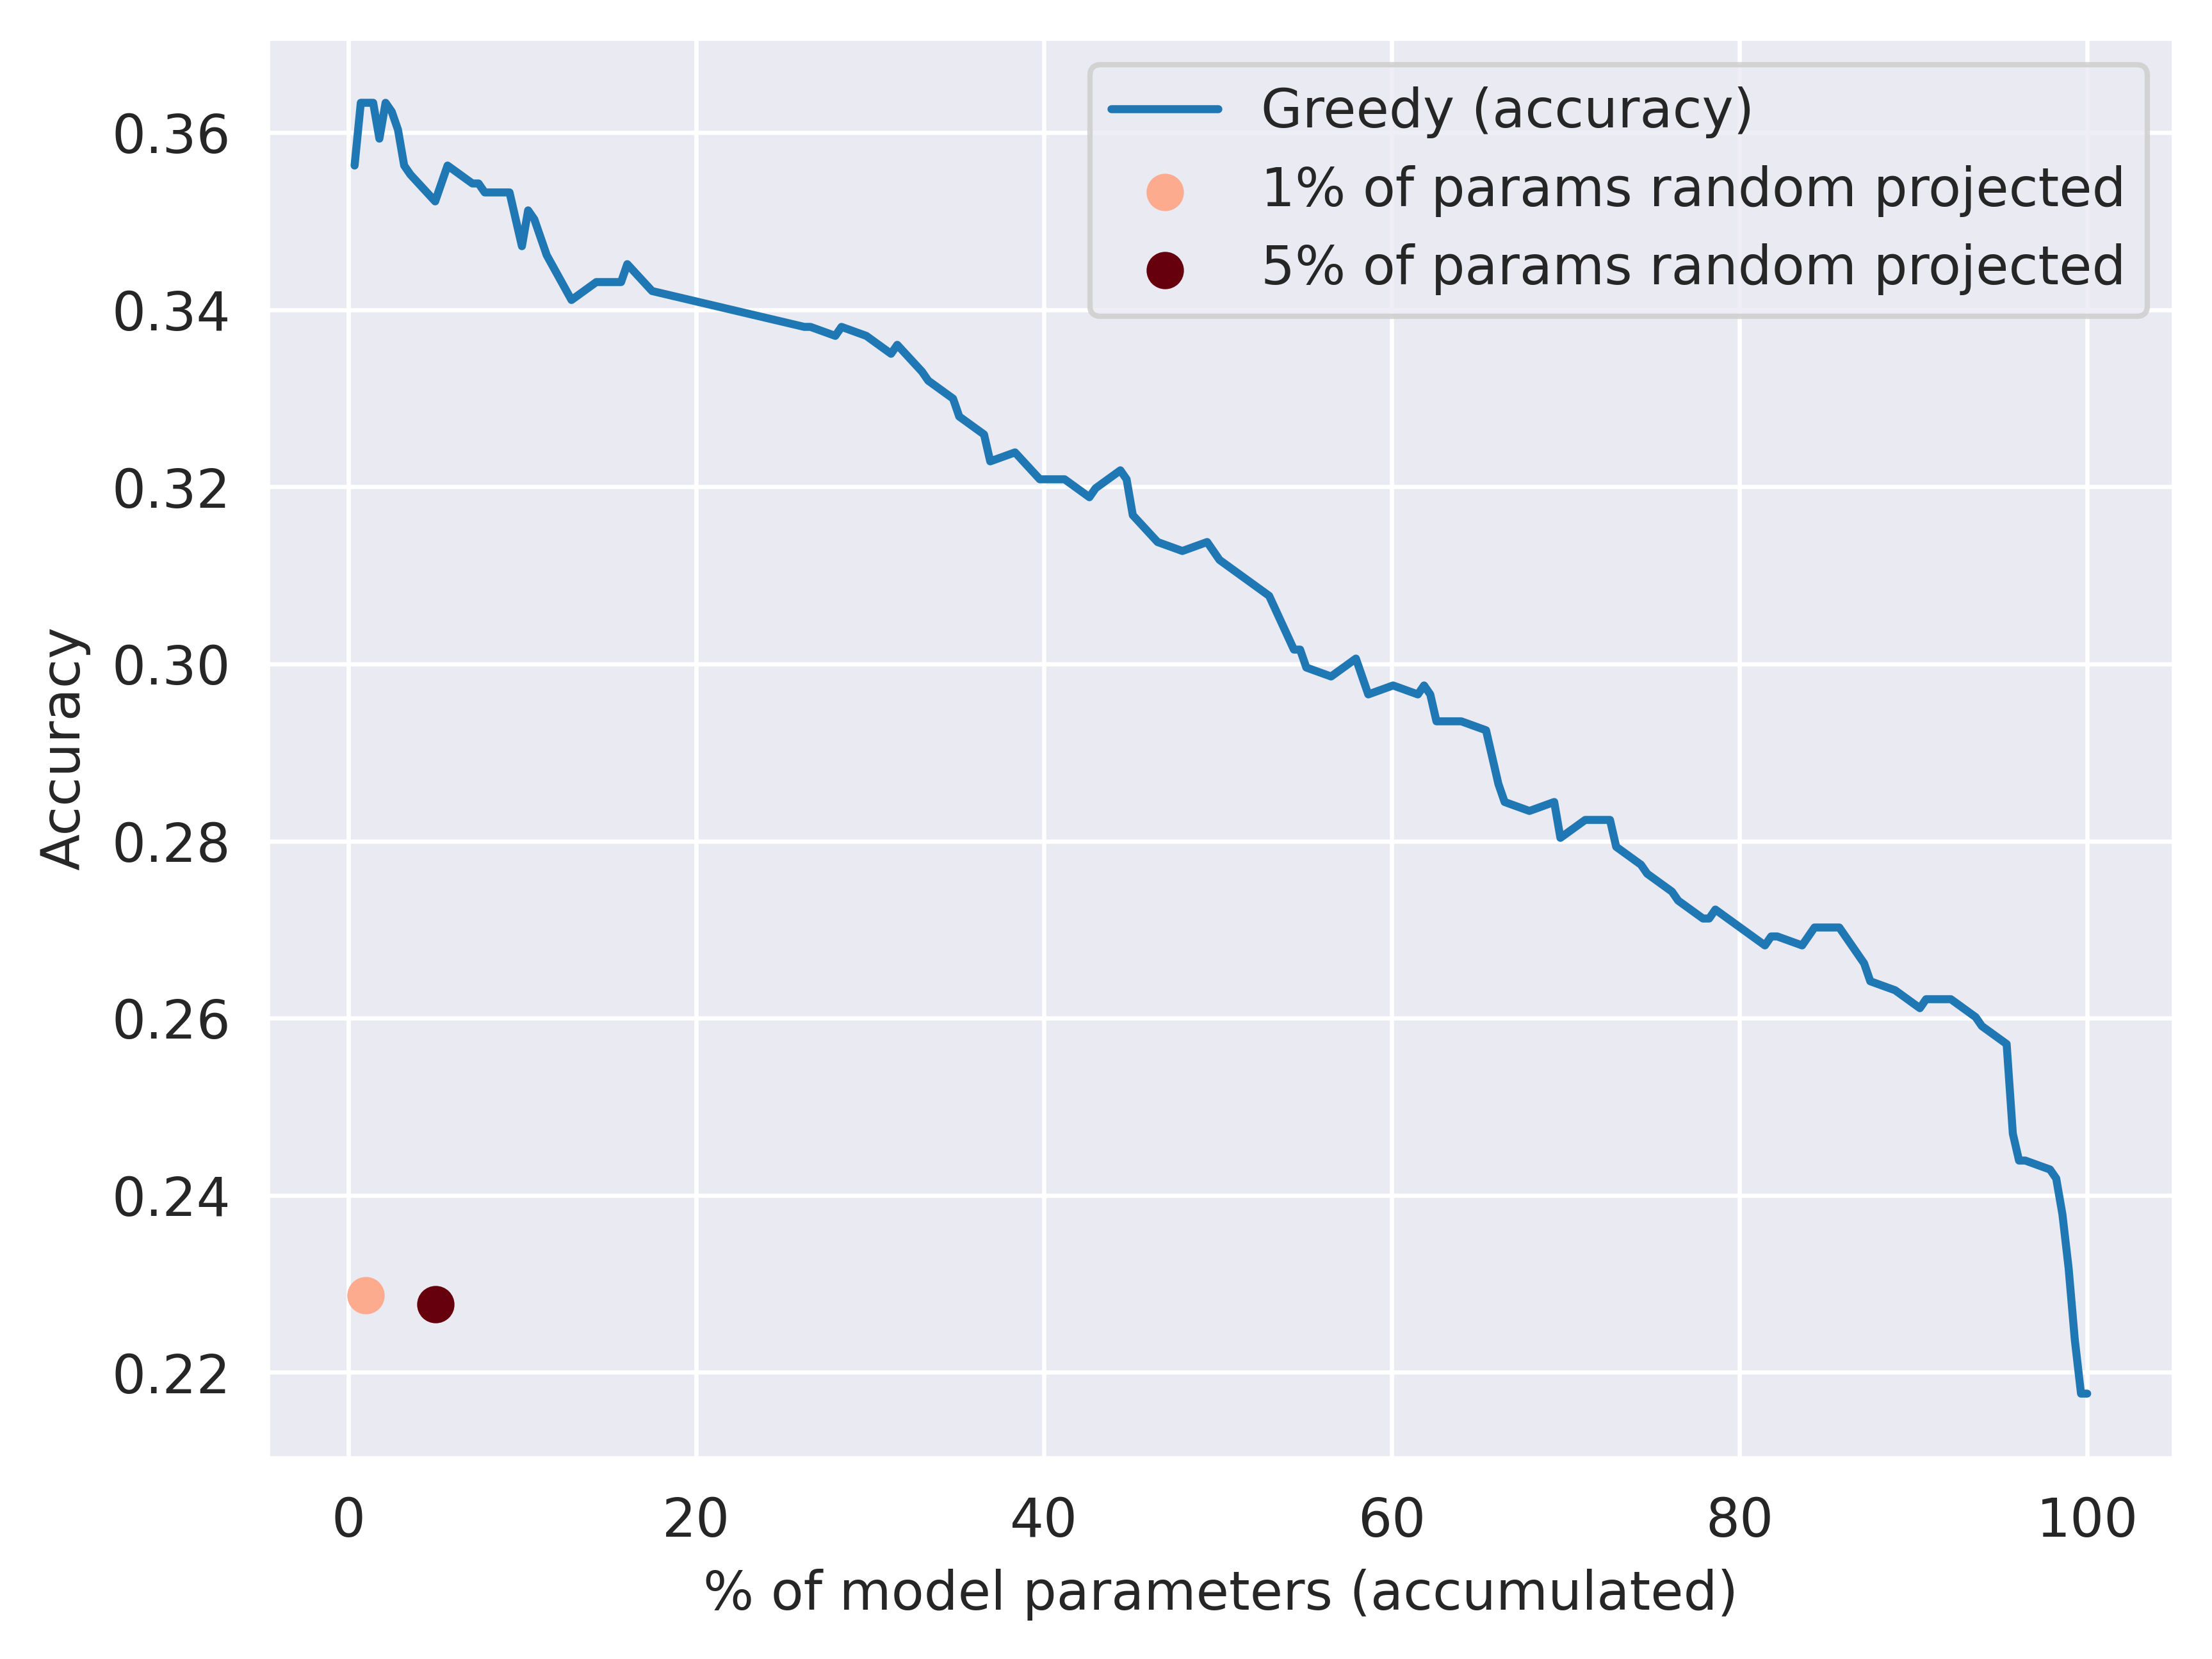 Greedy (accuracy)
1% of params random projected
5% of params random projected
0.36
0.34
0.32
0.30
0.28
0.26
0.24
0.22
Accuracy
0 20 40 60 80 100
% of model parameters (accumulated)